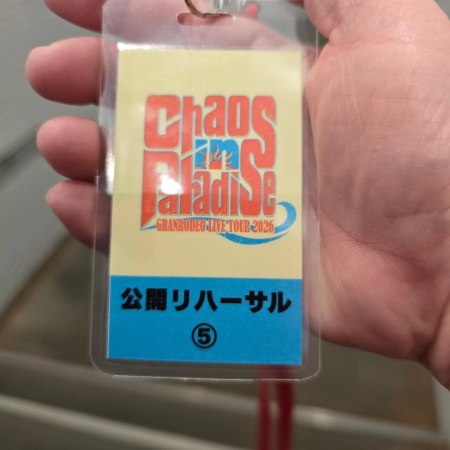 Chaos
in
Paradise
GRANRODEO LIVE TOUR 2026
公開リハーサル
⑤